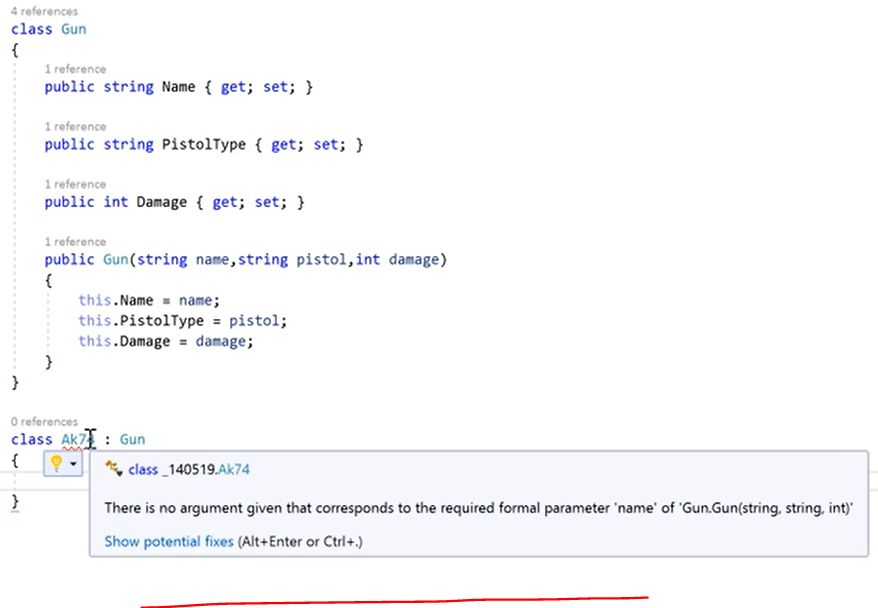 4 references
class Gun
{
1 reference
public string Name { get; set; }
1 reference
public string PistolType { get; set; }
1 reference
public int Damage { get; set; }
1 reference
public Gun(string name,string pistol,int damage)
{
this.Name = name;
this.PistolType = pistol;
this.Damage = damage;
}
}
0 references
class Ak74 : Gun
{
class _140519.Ak74
There is no argument given that corresponds to the required formal parameter 'name' of 'Gun.Gun(string, string, int)'
}
Show potential fixes (Alt+Enter or Ctrl+.)